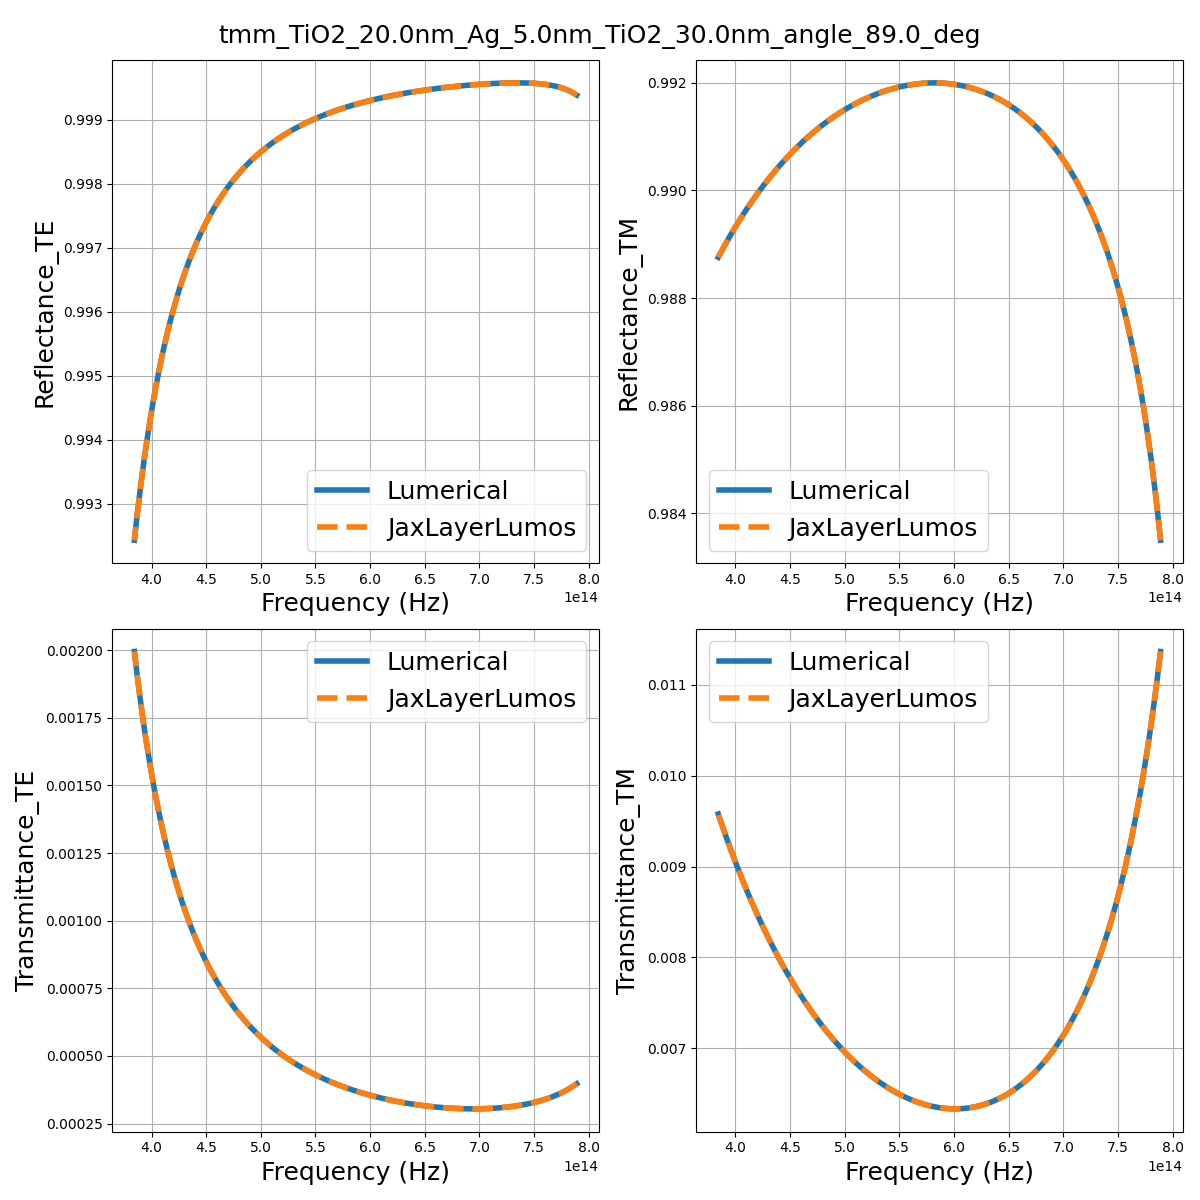 tmm_TiO2_20.0nm_Ag_5.0nm_TiO2_30.0nm_angle_89.0_deg
Reflectance_TE
0.999
0.998
0.997
0.996
0.995
0.994
0.993
Lumerical
JaxLayerLumos
4.0 4.5 5.0 5.5 6.0 6.5 7.0 7.5 8.0
1e14
Frequency (Hz)
Reflectance_TM
0.992
0.990
0.988
0.986
0.984
Lumerical
JaxLayerLumos
4.0 4.5 5.0 5.5 6.0 6.5 7.0 7.5 8.0
1e14
Frequency (Hz)
Transmittance_TE
0.00200
0.00175
0.00150
0.00125
0.00100
0.00075
0.00050
0.00025
Lumerical
JaxLayerLumos
4.0 4.5 5.0 5.5 6.0 6.5 7.0 7.5 8.0
1e14
Frequency (Hz)
Transmittance_TM
0.011
0.010
0.009
0.008
0.007
Lumerical
JaxLayerLumos
4.0 4.5 5.0 5.5 6.0 6.5 7.0 7.5 8.0
1e14
Frequency (Hz)